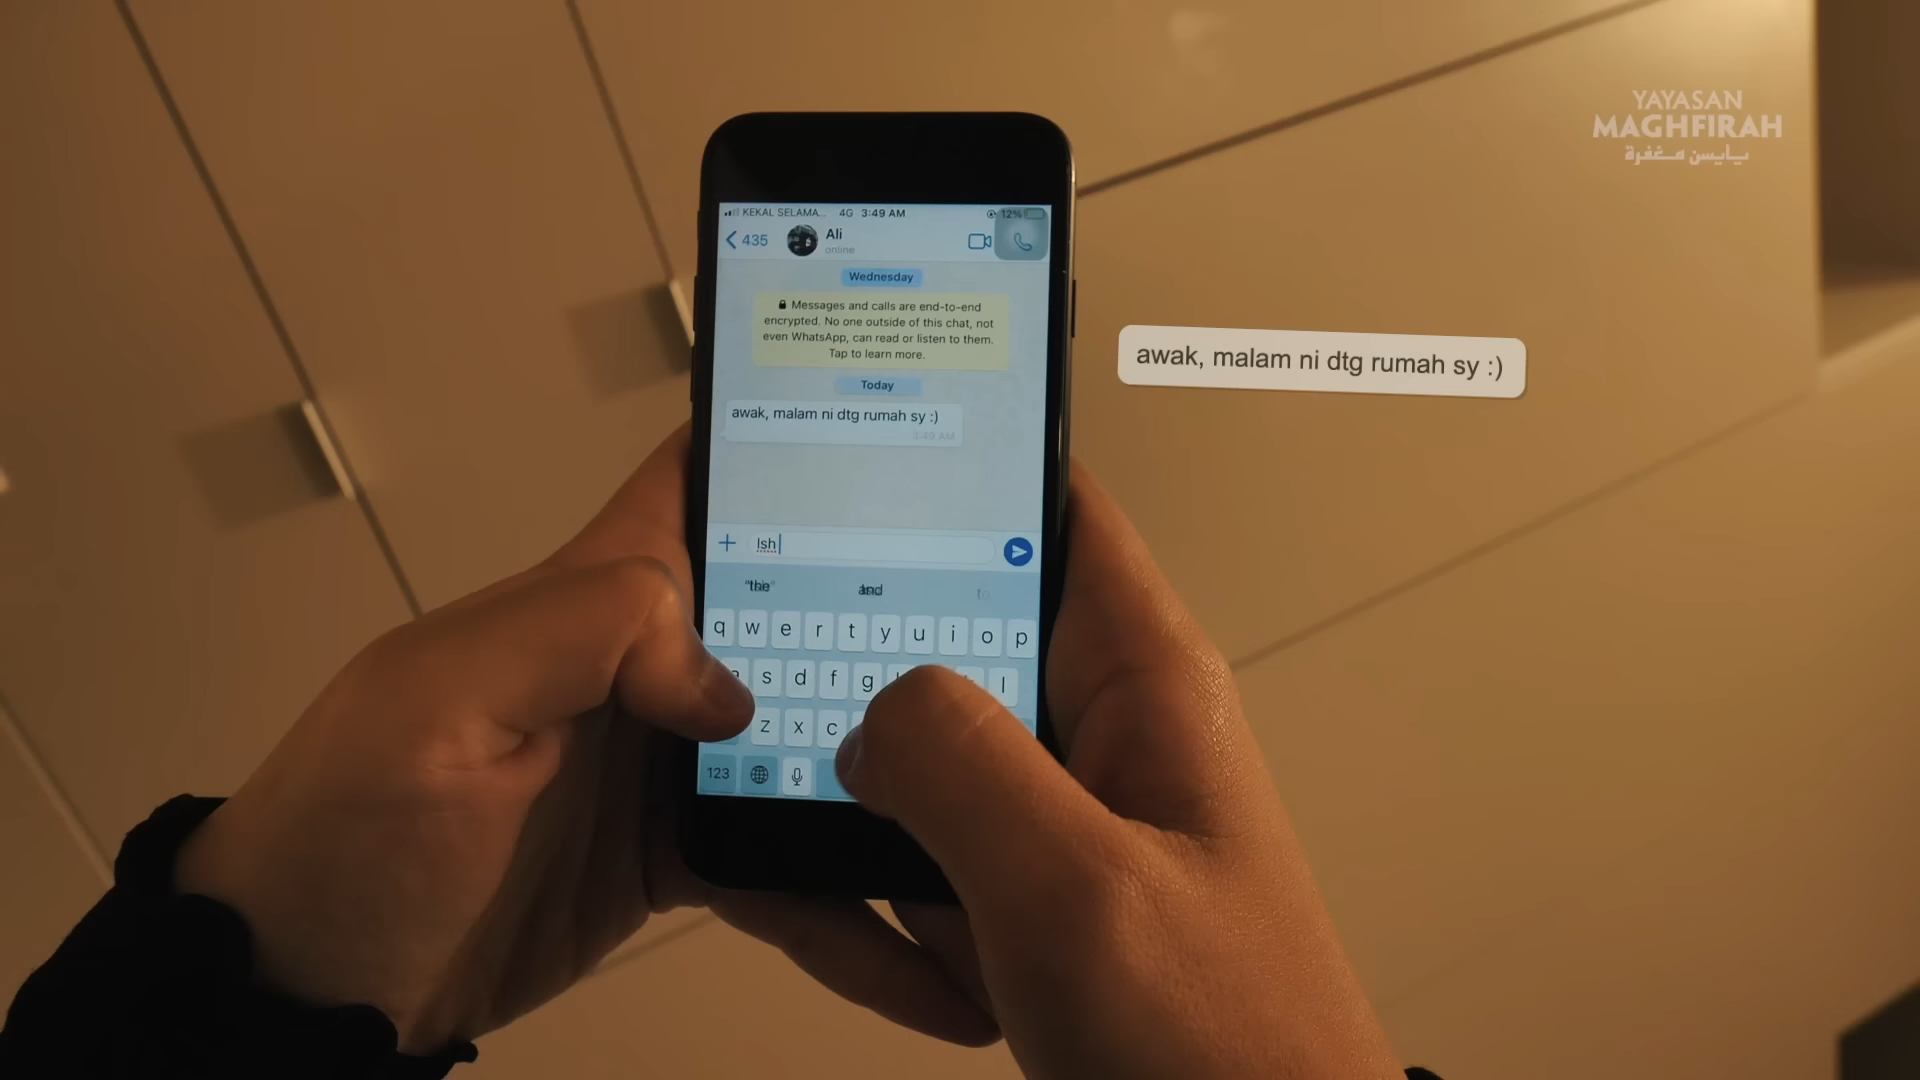 YAYASAN
MAGHFIRAH
يايسن مغفرة
KEKAL SELAMA... 4G 3:49 AM 12%
435
Ali
online
Wednesday
Messages and calls are end-to-end
encrypted. No one outside of this chat, not
even WhatsApp, can read or listen to them.
Tap to learn more.
Today
awak, malam ni dtg rumah sy :)
3:49 AM
awak, malam ni dtg rumah sy :)
Ish
"the" and to
q w e r t y u i o p
s d f g l
z x c
123